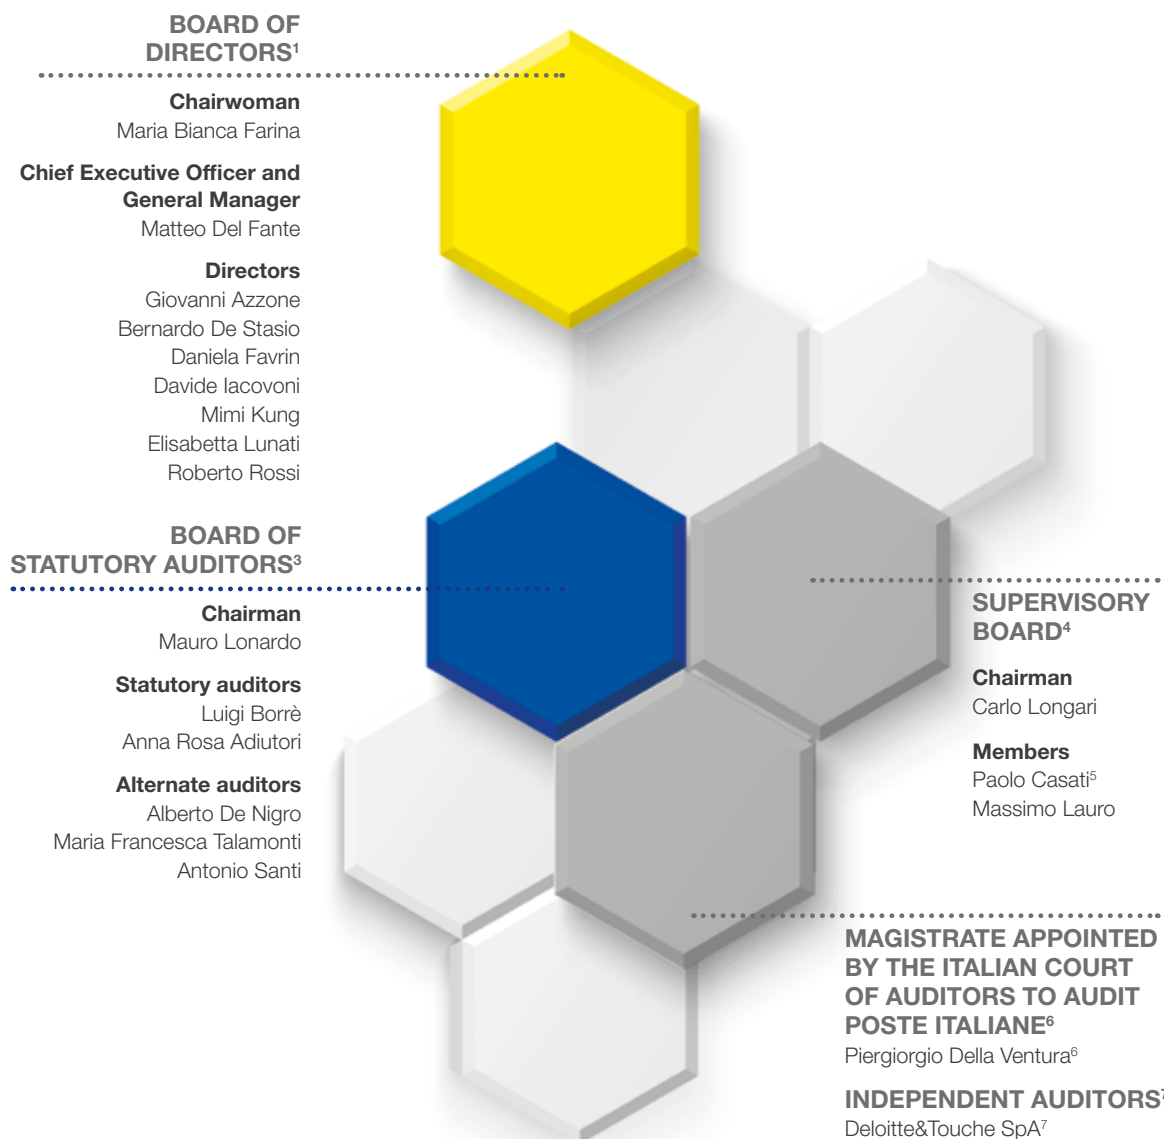 BOARD OF
DIRECTORS¹
Chairwoman
Maria Bianca Farina
Chief Executive Officer and
General Manager
Matteo Del Fante
Directors
Giovanni Azzone
Bernardo De Stasio
Daniela Favrin
Davide Iacovoni
Mimi Kung
Elisabetta Lunati
Roberto Rossi
BOARD OF
STATUTORY AUDITORS³
Chairman
Mauro Lonardo
Statutory auditors
Luigi Borrè
Anna Rosa Adiutori
Alternate auditors
Alberto De Nigro
Maria Francesca Talamonti
Antonio Santi
SUPERVISORY
BOARD⁴
Chairman
Carlo Longari
Members
Paolo Casati⁵
Massimo Lauro
MAGISTRATE APPOINTED
BY THE ITALIAN COURT
OF AUDITORS TO AUDIT
POSTE ITALIANE⁶
Piergiorgio Della Ventura⁶
INDEPENDENT AUDITORS⁷
Deloitte&Touche SpA⁷